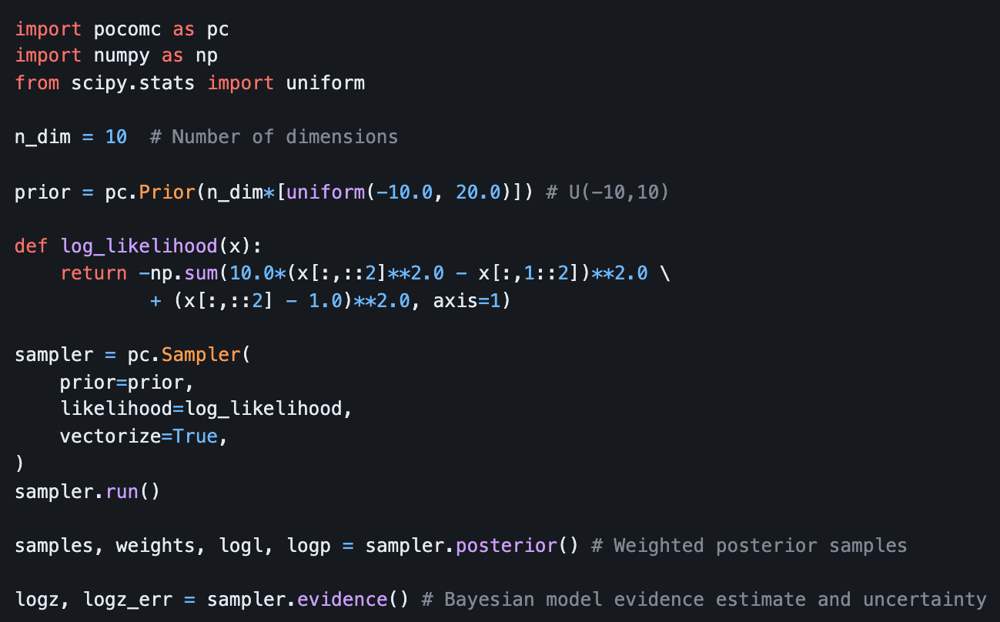 import pocomc as pc
import numpy as np
from scipy.stats import uniform

n_dim = 10  # Number of dimensions

prior = pc.Prior(n_dim*[uniform(-10.0, 20.0)]) # U(-10,10)

def log_likelihood(x):
    return -np.sum(10.0*(x[:,::2]**2.0 - x[:,1::2])**2.0 \
            + (x[:,::2] - 1.0)**2.0, axis=1)

sampler = pc.Sampler(
    prior=prior,
    likelihood=log_likelihood,
    vectorize=True,
)
sampler.run()

samples, weights, logl, logp = sampler.posterior() # Weighted posterior samples

logz, logz_err = sampler.evidence() # Bayesian model evidence estimate and uncertainty